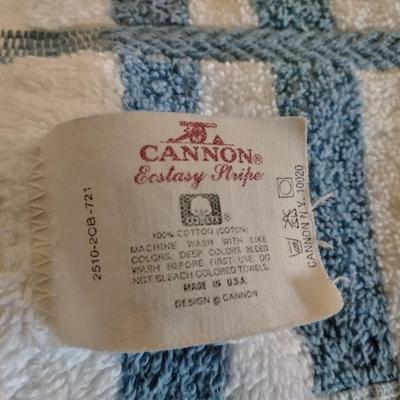 CANNON®
Ecstasy Stripe
COTTON
®
100% COTTON (COTON)
MACHINE WASH WITH LIKE
COLORS, DEEP COLORS BLEED
WASH BEFORE FIRST USE. DO
NOT BLEACH COLORED TOWELS.
MADE IN U.S.A.
DESIGN © CANNON
2510-2CB-721
CANNON N.Y. 10020